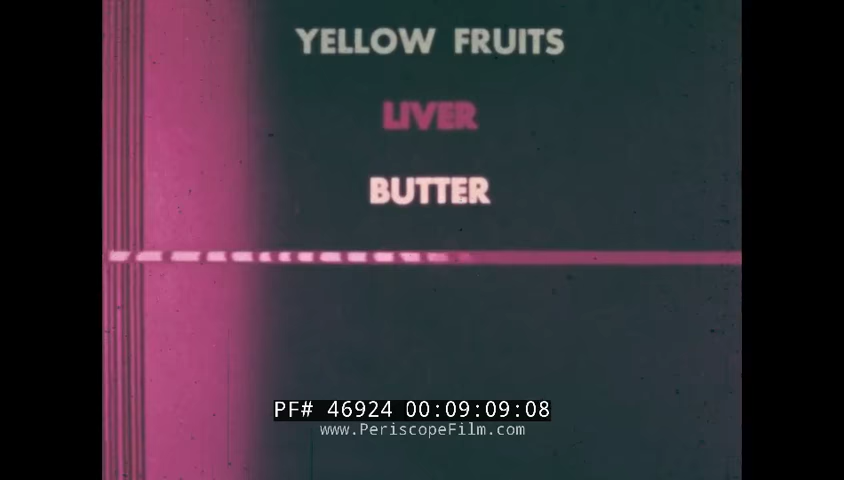 YELLOW FRUITS
LIVER
BUTTER
PF# 46924 00:09:09:08
www.PeriscopeFilm.com